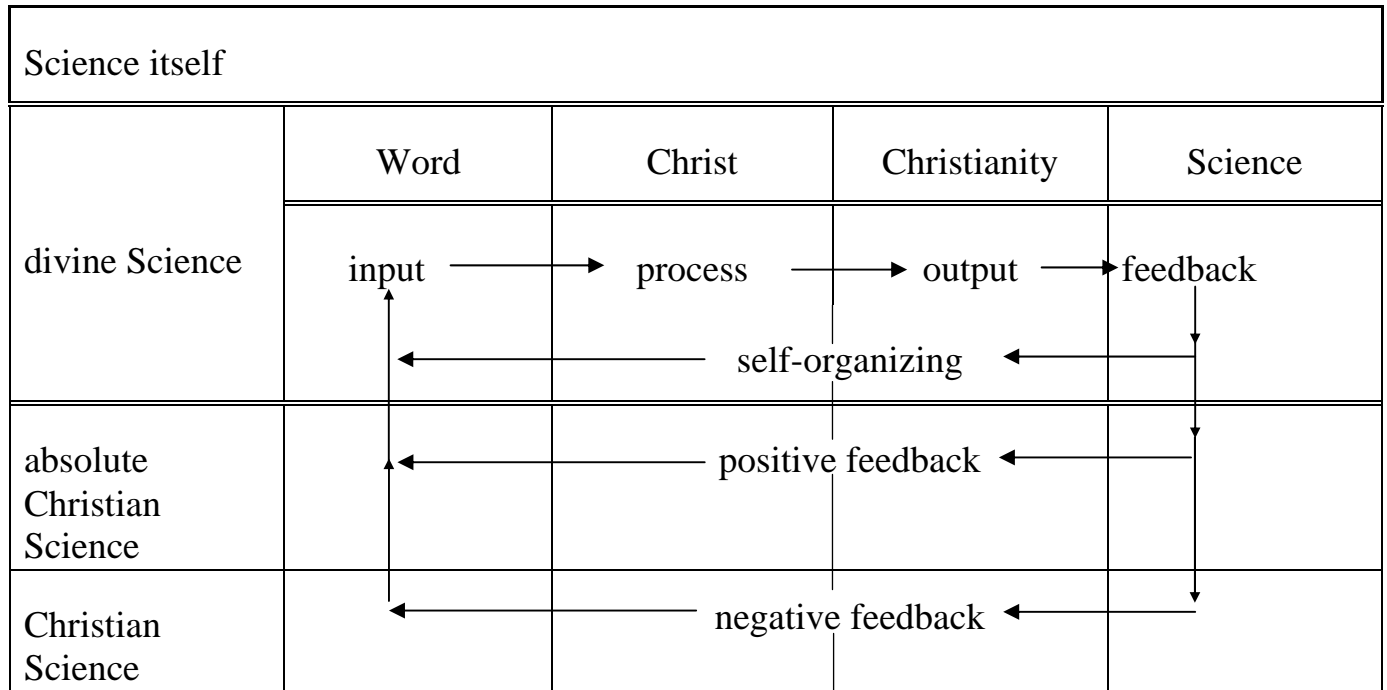 Science itself
Word Christ Christianity Science
divine Science input process output feedback
self-organizing
absolute
Christian
Science
positive feedback
Christian
Science
negative feedback